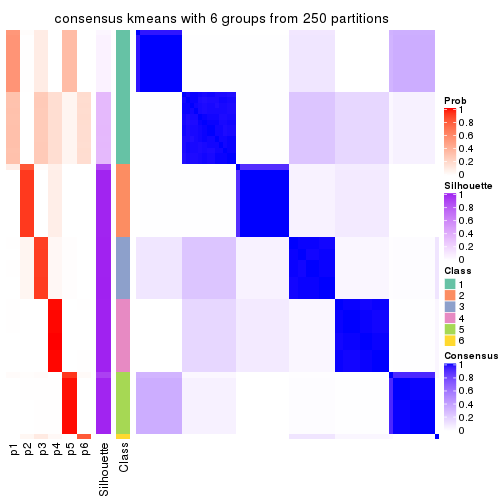 consensus kmeans with 6 groups from 250 partitions
Prob
1
0.8
0.6
0.4
0.2
0
Silhouette
1
0.8
0.6
0.4
0.2
0
Class
1
2
3
4
5
6
Consensus
1
0.8
0.6
0.4
0.2
0
p1
p2
p3
p4
p5
p6
Silhouette
Class